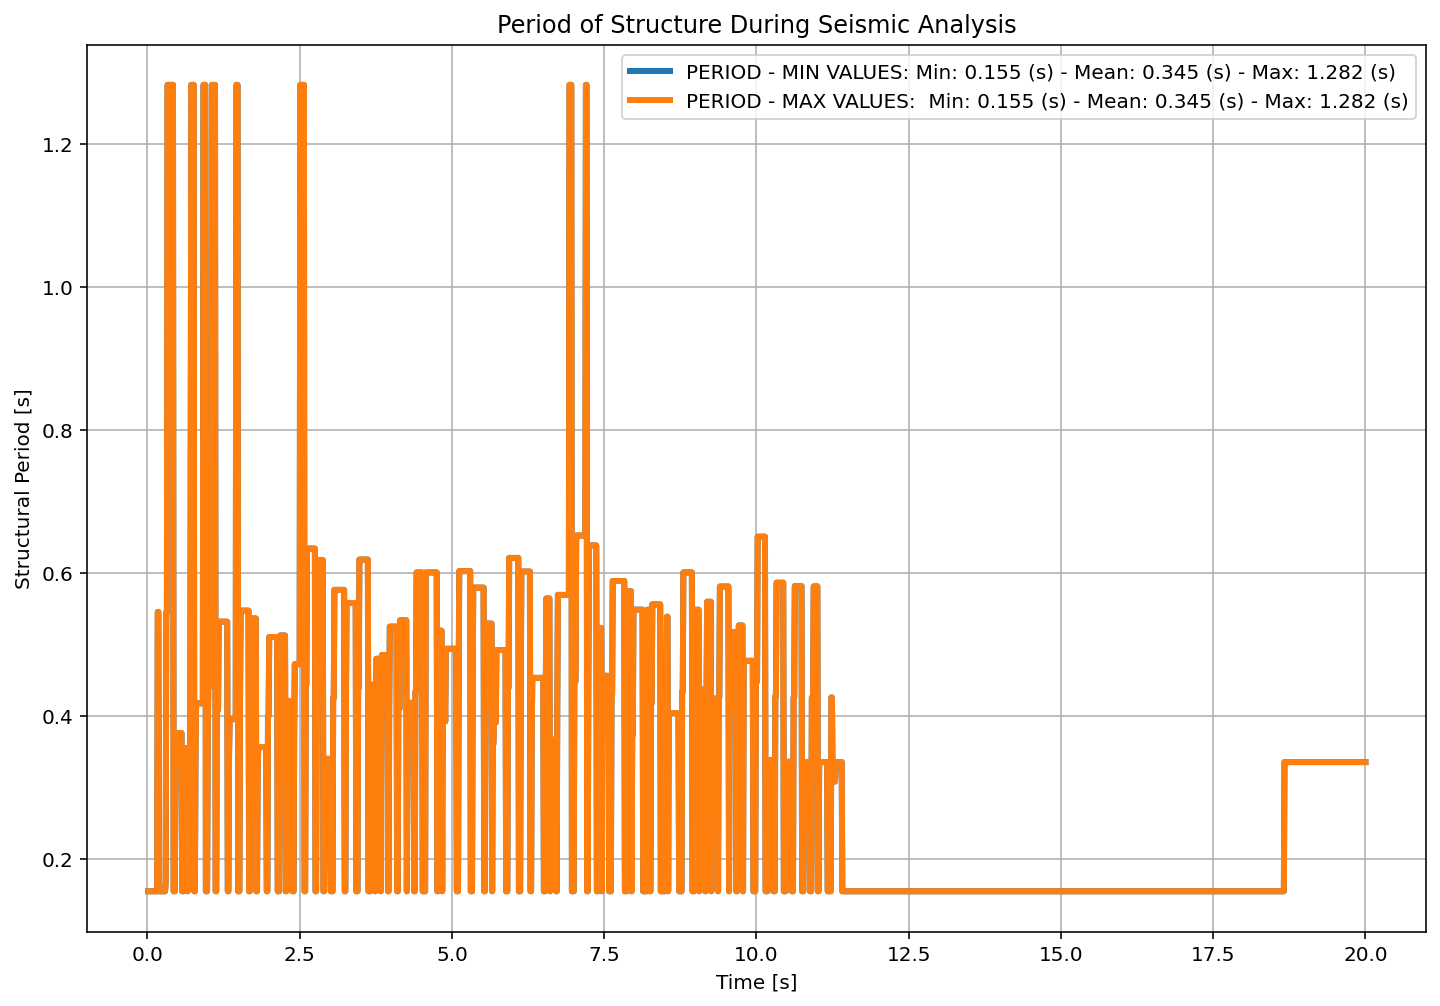 Period of Structure During Seismic Analysis
PERIOD - MIN VALUES: Min: 0.155 (s) - Mean: 0.345 (s) - Max: 1.282 (s)
PERIOD - MAX VALUES:  Min: 0.155 (s) - Mean: 0.345 (s) - Max: 1.282 (s)
Structural Period [s]
1.2
1.0
0.8
0.6
0.4
0.2
0.0 2.5 5.0 7.5 10.0 12.5 15.0 17.5 20.0
Time [s]